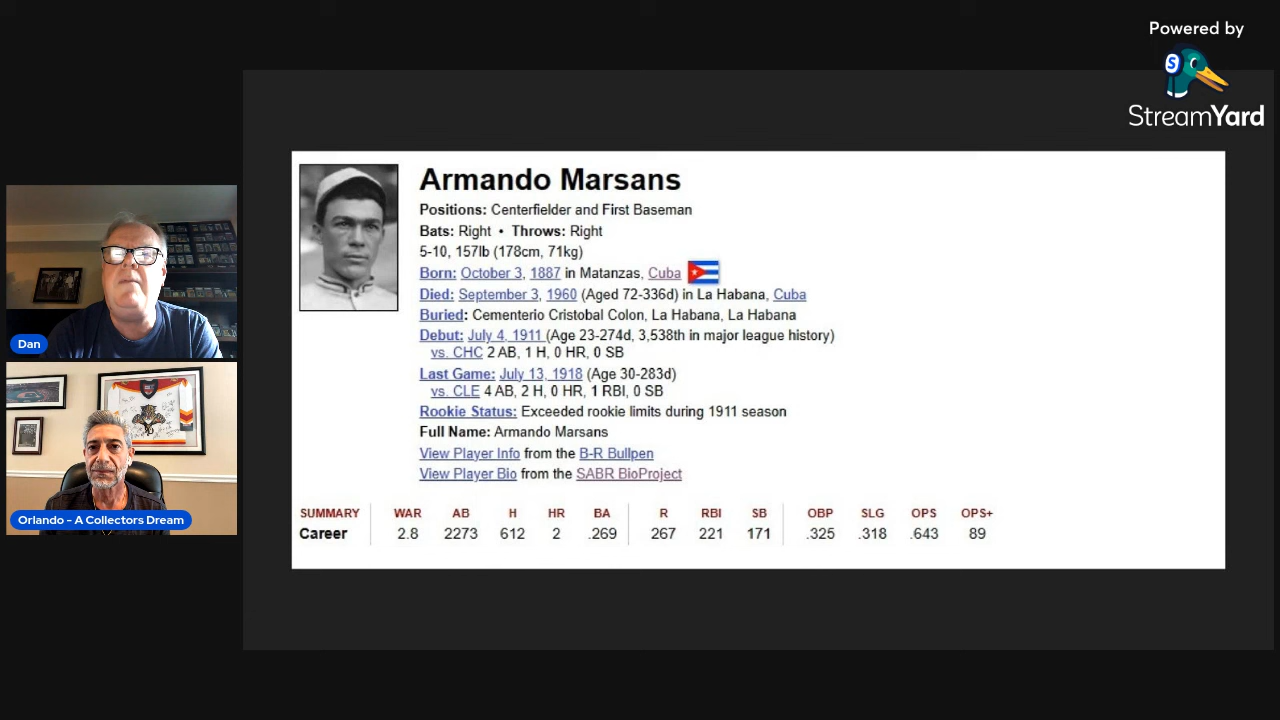 Powered by
StreamYard
Dan
Orlando - A Collectors Dream
Armando Marsans
Positions: Centerfielder and First Baseman
Bats: Right • Throws: Right
5-10, 157lb (178cm, 71kg)
Born: October 3, 1887 in Matanzas, Cuba
Died: September 3, 1960 (Aged 72-336d) in La Habana, Cuba
Buried: Cementerio Cristobal Colon, La Habana, La Habana
Debut: July 4, 1911 (Age 23-274d, 3,538th in major league history)
vs. CHC 2 AB, 1 H, 0 HR, 0 SB
Last Game: July 13, 1918 (Age 30-283d)
vs. CLE 4 AB, 2 H, 0 HR, 1 RBI, 0 SB
Rookie Status: Exceeded rookie limits during 1911 season
Full Name: Armando Marsans
View Player Info from the B-R Bullpen
View Player Bio from the SABR BioProject
SUMMARY WAR AB H HR BA R RBI SB OBP SLG OPS OPS+
Career 2.8 2273 612 2 .269 267 221 171 .325 .318 .643 89